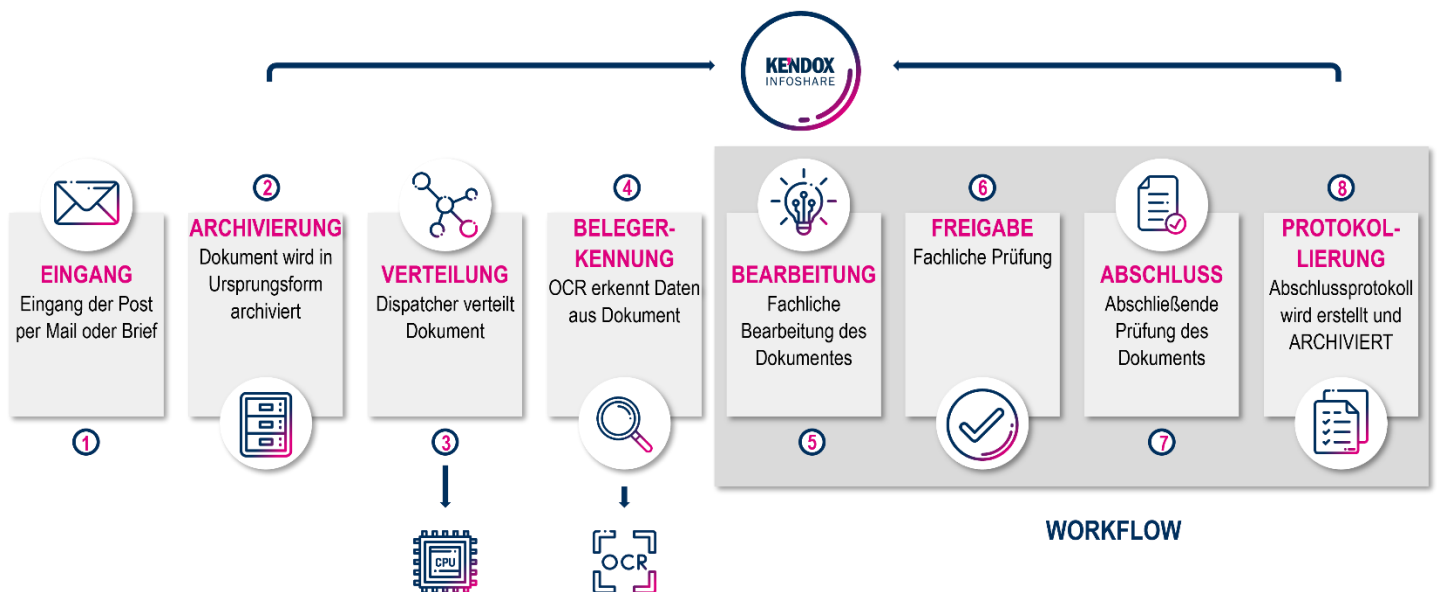 KENDOX
INFOSHARE
EINGANG
Eingang der Post
per Mail oder Brief
1
2
ARCHIVIERUNG
Dokument wird in
Ursprungsform
archiviert
VERTEILUNG
Dispatcher verteilt
Dokument
3
CPU
4
BELEGER-
KENNUNG
OCR erkennt Daten
aus Dokument
OCR
BEARBEITUNG
Fachliche
Bearbeitung des
Dokumentes
5
6
FREIGABE
Fachliche Prüfung
ABSCHLUSS
Abschließende
Prüfung des
Dokuments
7
8
PROTOKOL-
LIERUNG
Abschlussprotokoll
wird erstellt und
ARCHIVIERT
WORKFLOW